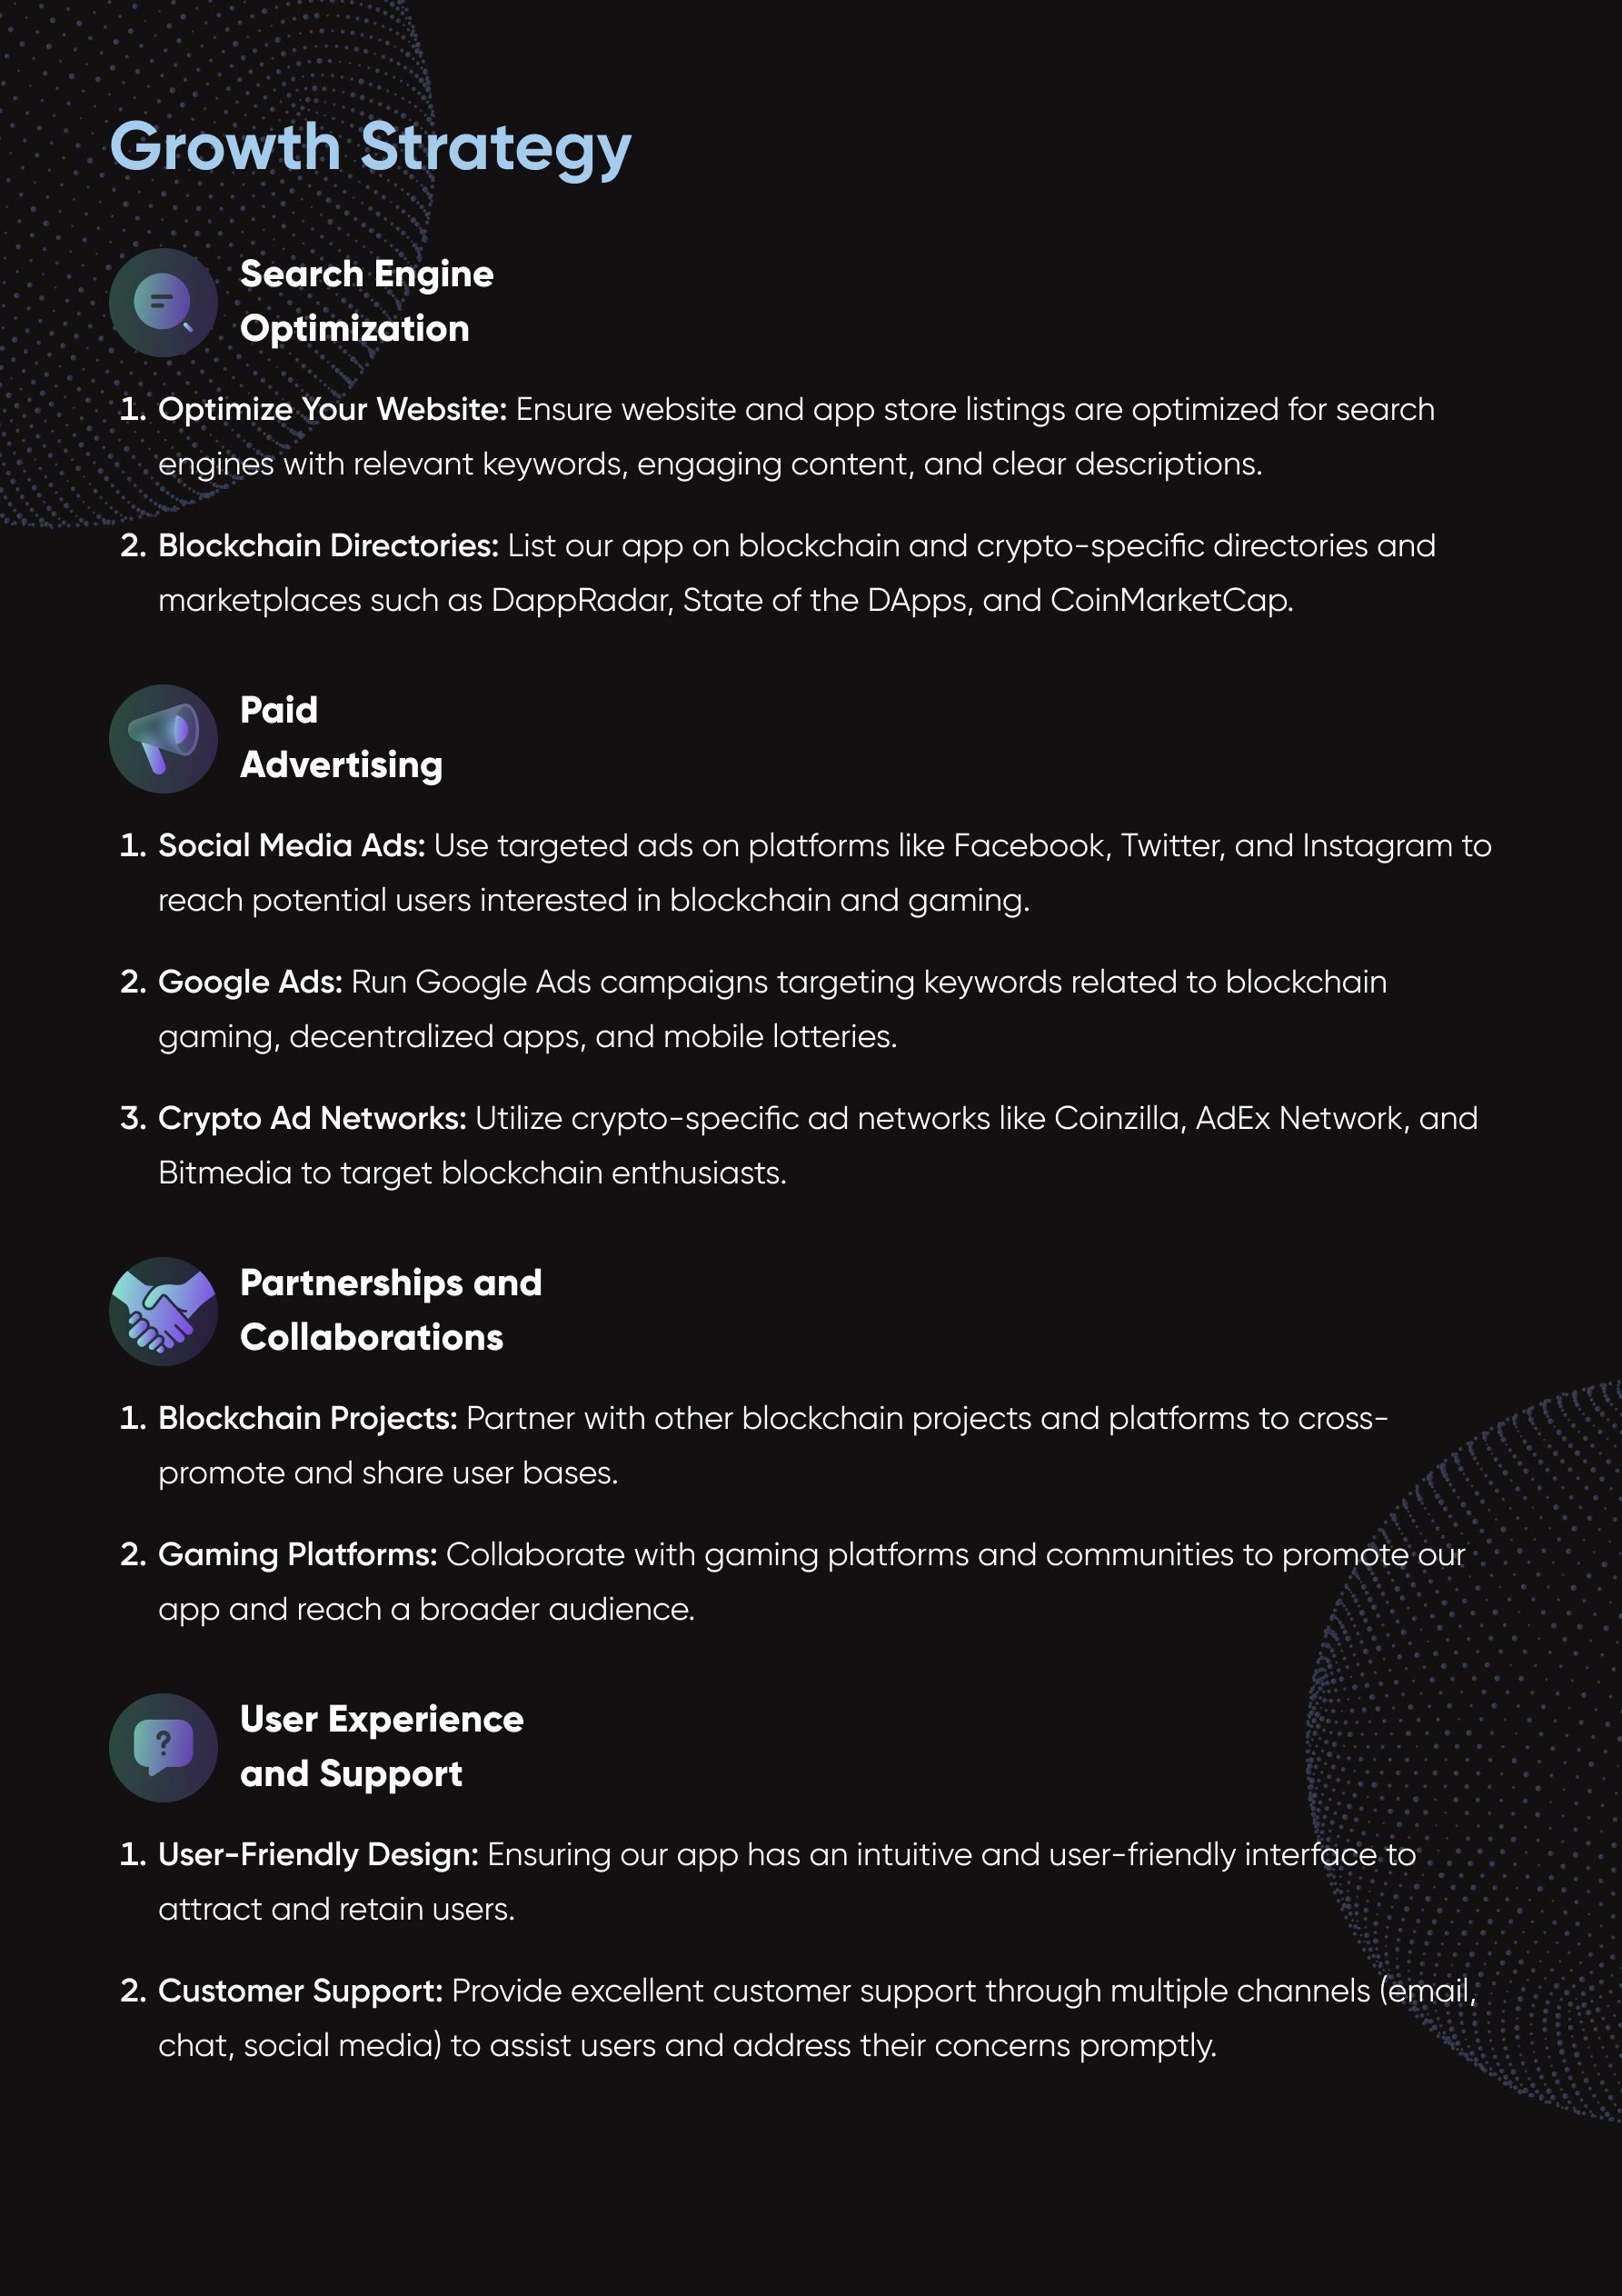 Growth Strategy
Search Engine
Optimization
1. Optimize Your Website: Ensure website and app store listings are optimized for search
engines with relevant keywords, engaging content, and clear descriptions.
2. Blockchain Directories: List our app on blockchain and crypto-specific directories and
marketplaces such as DappRadar, State of the DApps, and CoinMarketCap.
Paid
Advertising
1. Social Media Ads: Use targeted ads on platforms like Facebook, Twitter, and Instagram to
reach potential users interested in blockchain and gaming.
2. Google Ads: Run Google Ads campaigns targeting keywords related to blockchain
gaming, decentralized apps, and mobile lotteries.
3. Crypto Ad Networks: Utilize crypto-specific ad networks like Coinzilla, AdEx Network, and
Bitmedia to target blockchain enthusiasts.
Partnerships and
Collaborations
1. Blockchain Projects: Partner with other blockchain projects and platforms to cross-
promote and share user bases.
2. Gaming Platforms: Collaborate with gaming platforms and communities to promote our
app and reach a broader audience.
?
User Experience
and Support
1. User-Friendly Design: Ensuring our app has an intuitive and user-friendly interface to
attract and retain users.
2. Customer Support: Provide excellent customer support through multiple channels (email,
chat, social media) to assist users and address their concerns promptly.